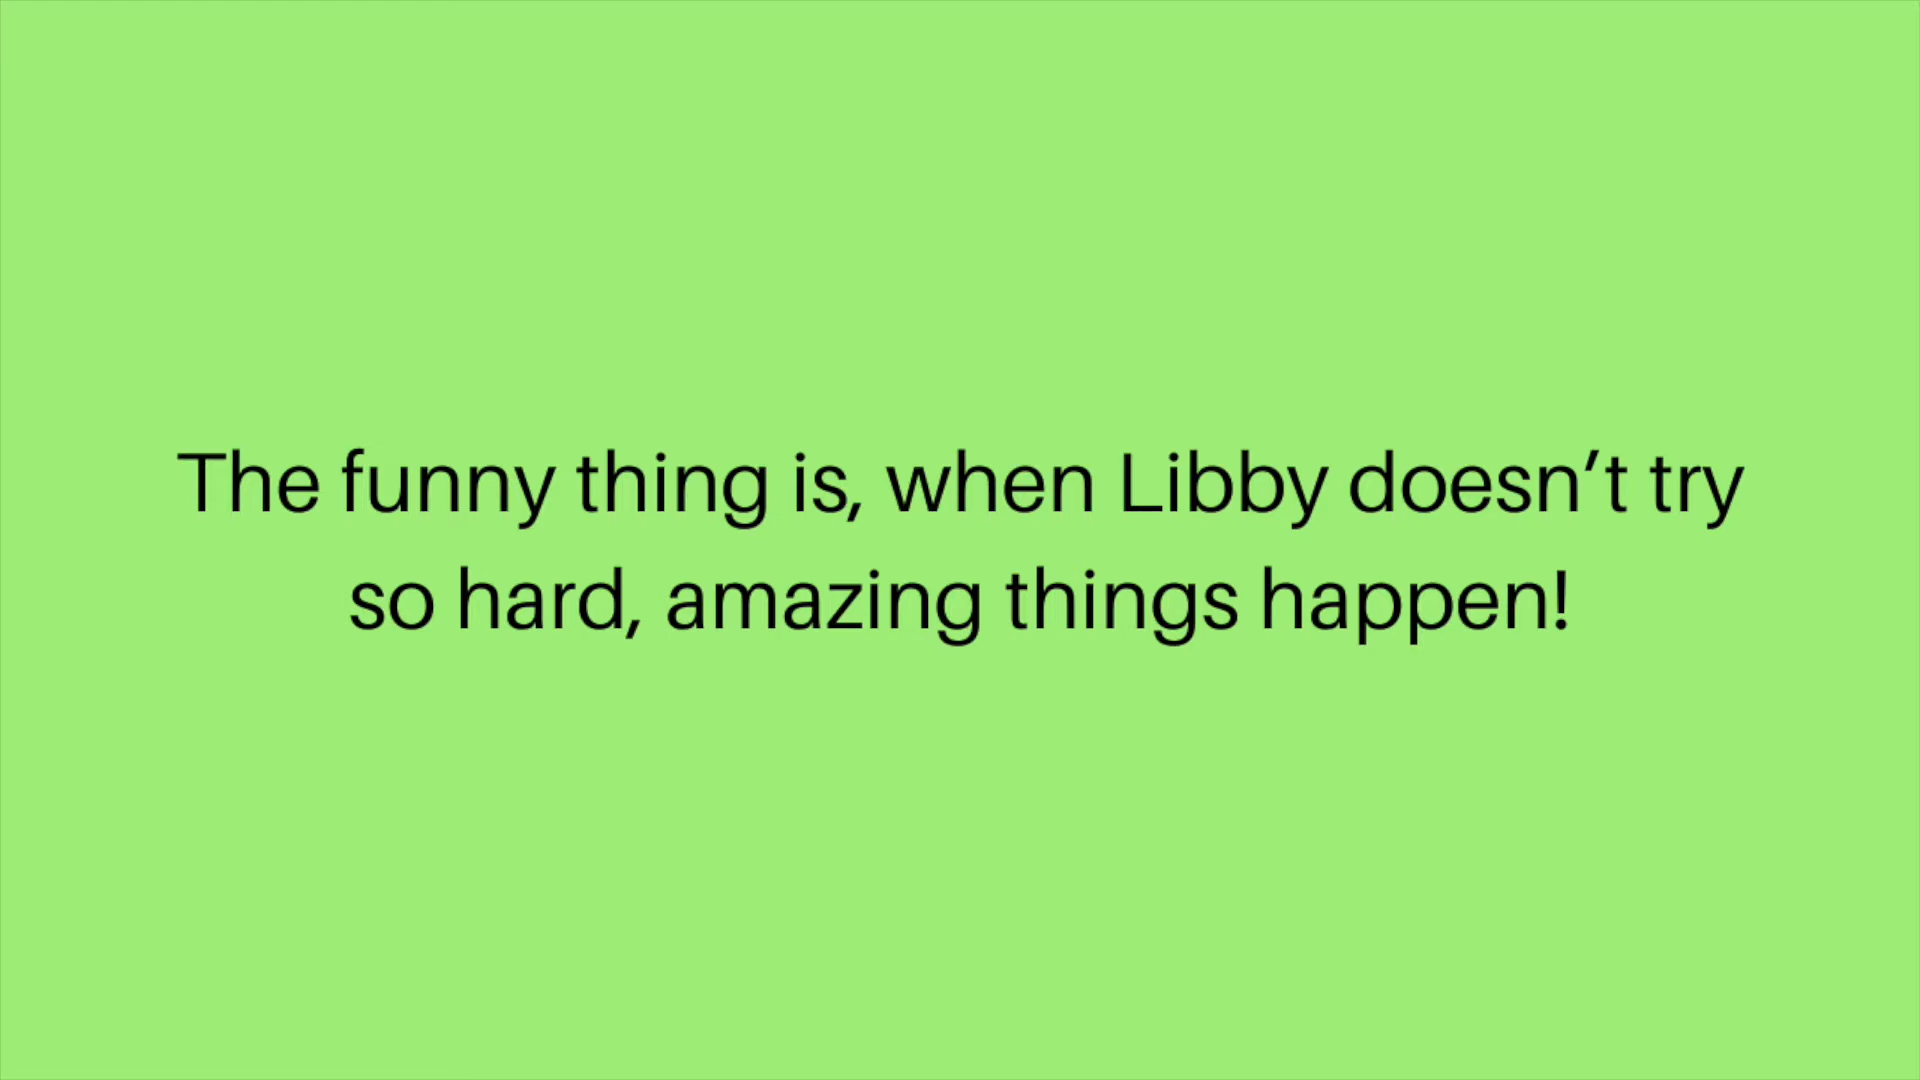 The funny thing is, when Libby doesn’t try
so hard, amazing things happen!